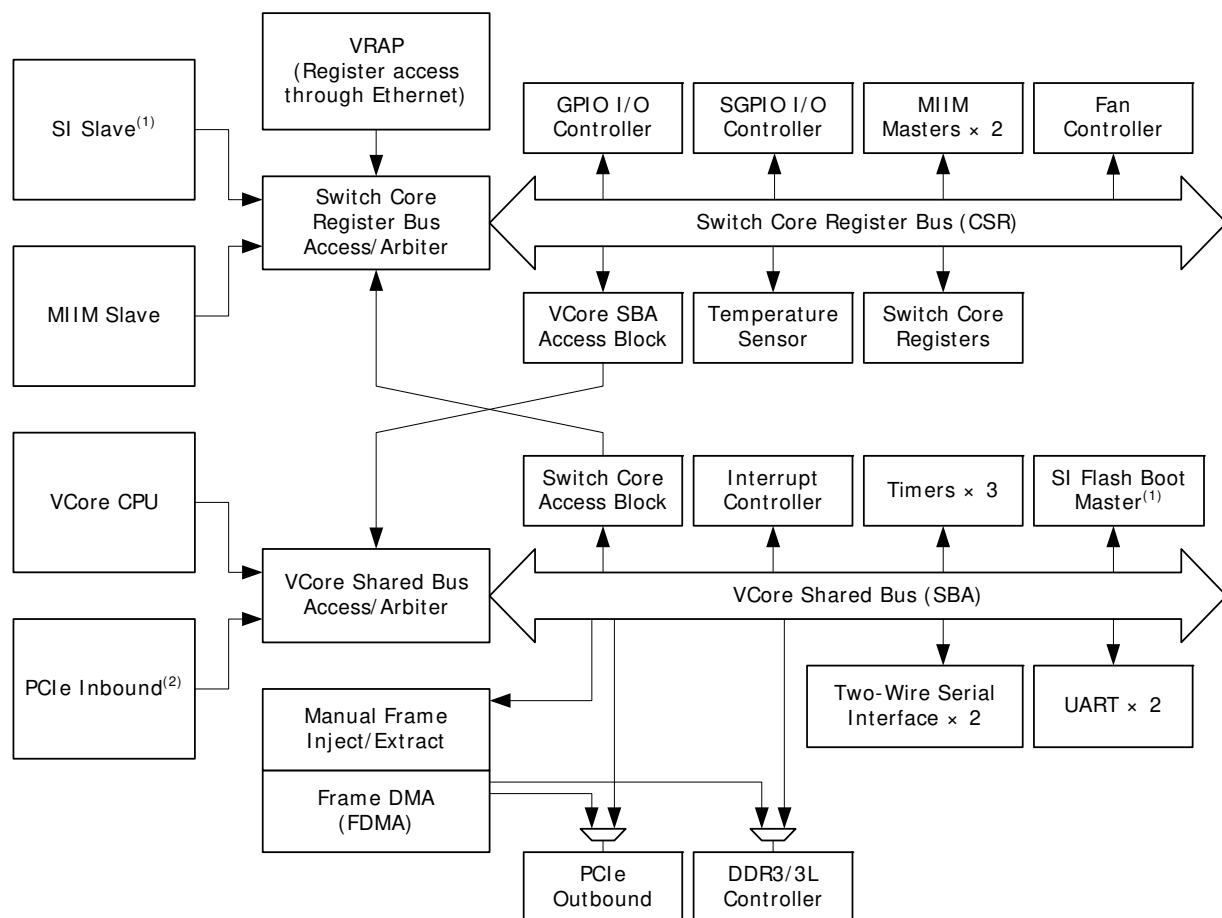 VRAP
(Register access
through Ethernet)
SI Slave(1)
GPIO I/O
Controller
SGPIO I/O
Controller
MIIM
Masters × 2
Fan
Controller
Switch Core
Register Bus
Access/Arbiter
Switch Core Register Bus (CSR)
MIIM Slave
VCore SBA
Access Block
Temperature
Sensor
Switch Core
Registers
VCore CPU
Switch Core
Access Block
Interrupt
Controller
Timers × 3
SI Flash Boot
Master(1)
VCore Shared Bus
Access/Arbiter
VCore Shared Bus (SBA)
PCIe Inbound(2)
Manual Frame
Inject/Extract
Two-Wire Serial
Interface × 2
UART × 2
Frame DMA
(FDMA)
PCIe
Outbound
DDR3/3L
Controller